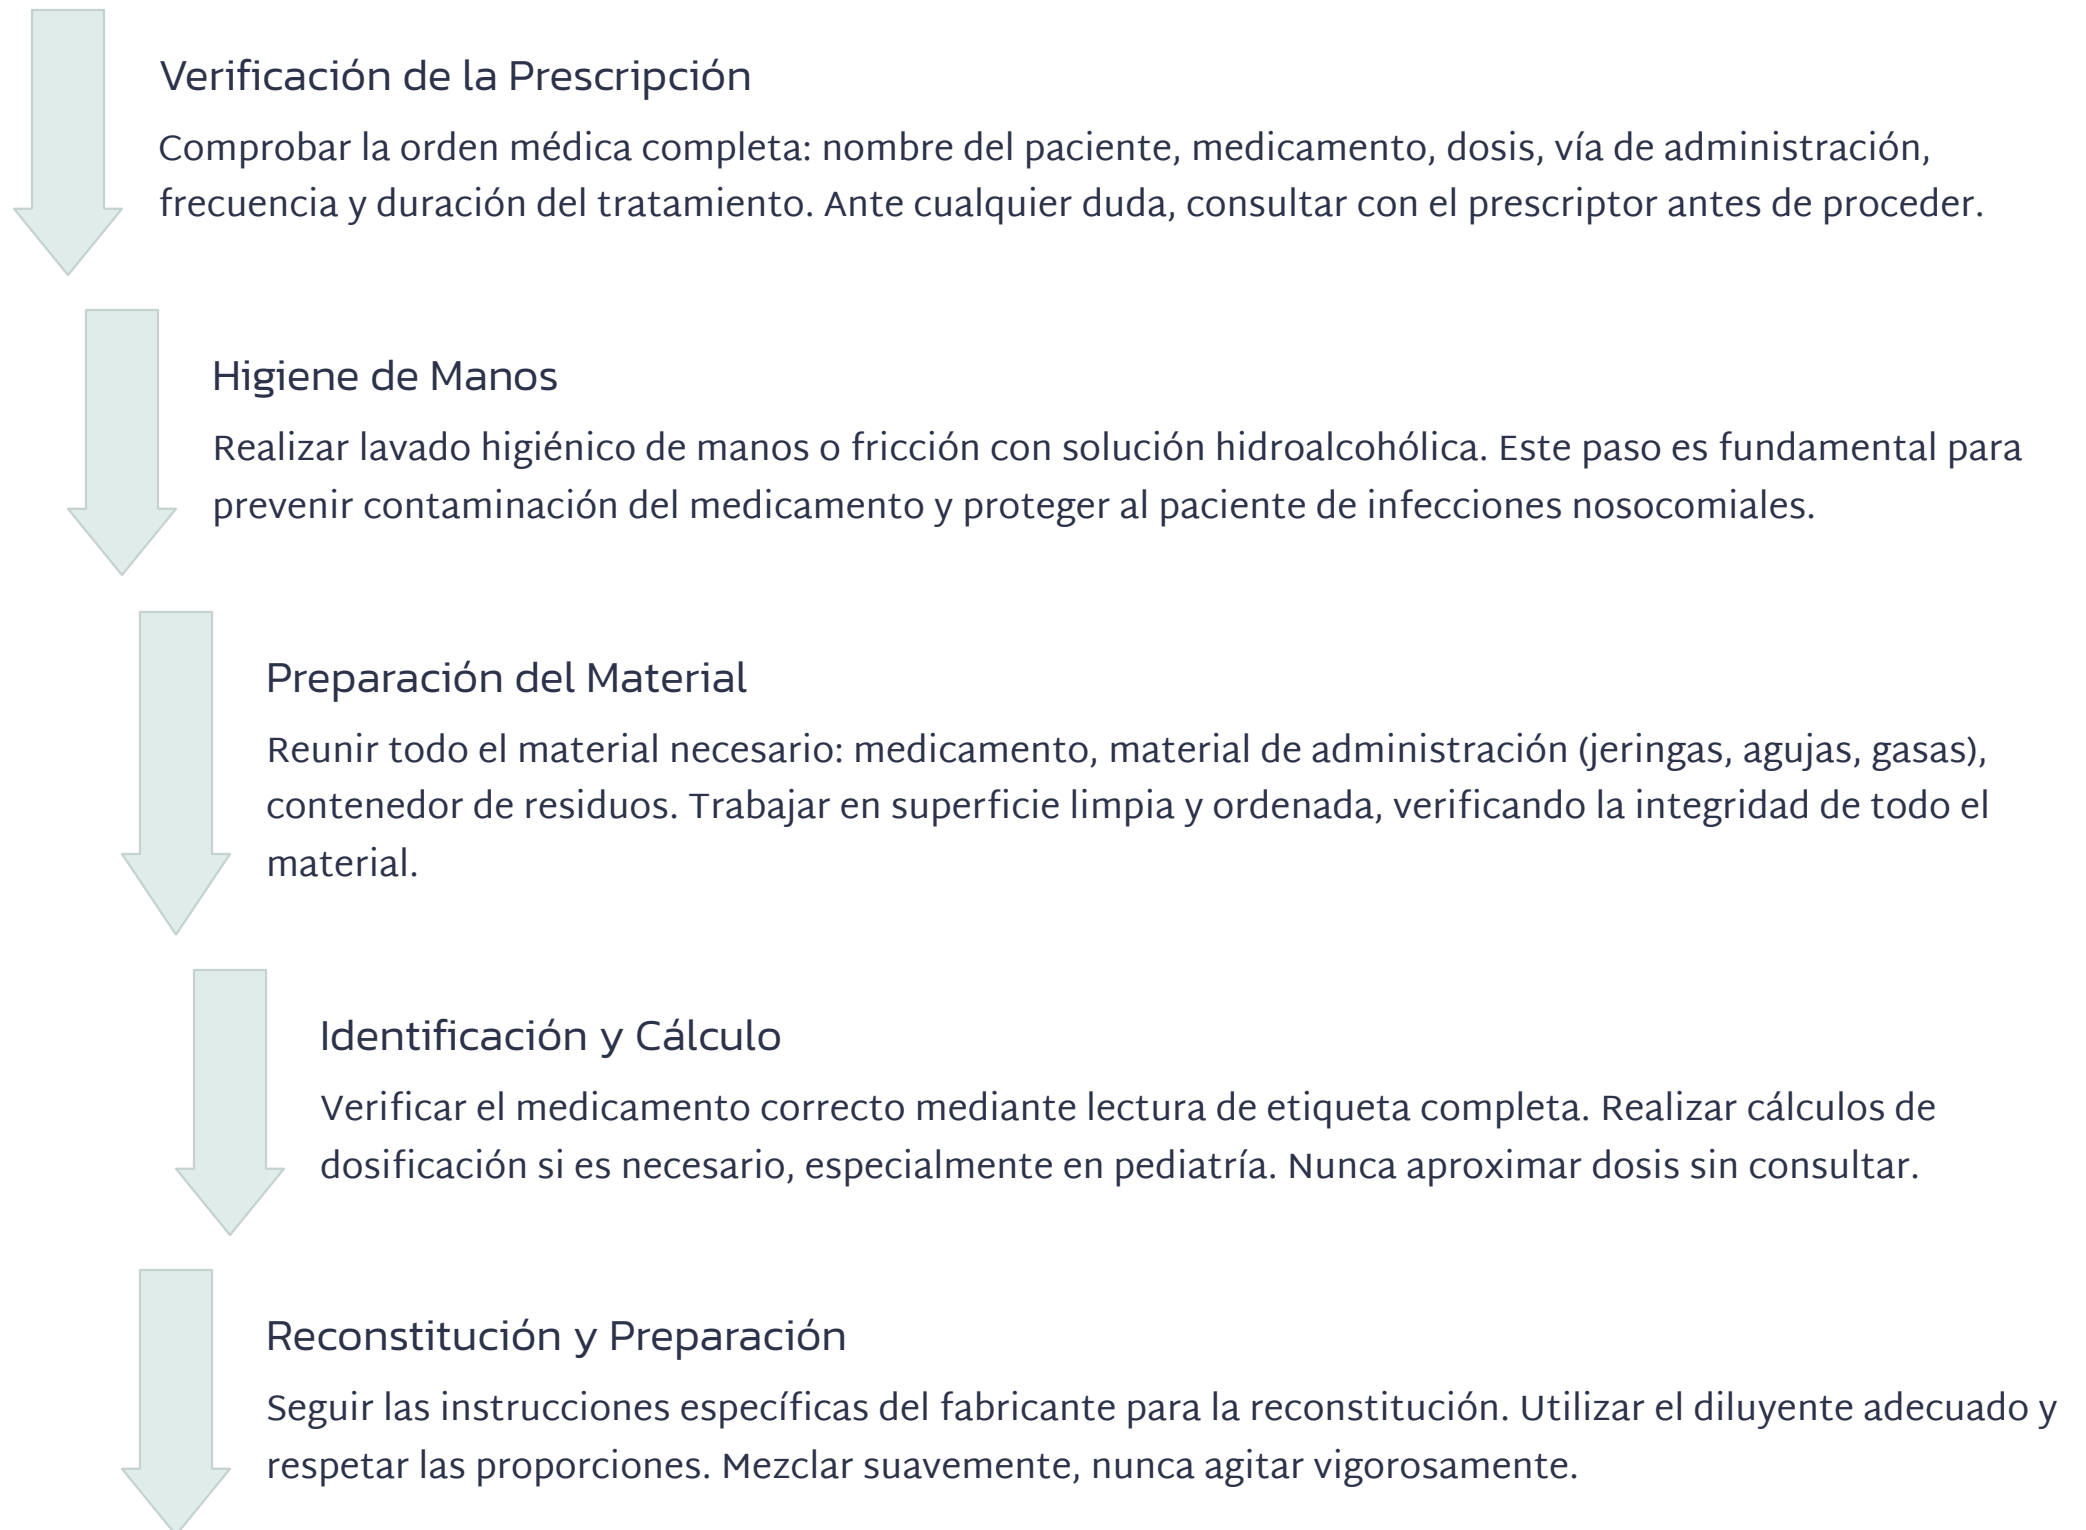 Verificación de la Prescripción
Comprobar la orden médica completa: nombre del paciente, medicamento, dosis, vía de administración,
frecuencia y duración del tratamiento. Ante cualquier duda, consultar con el prescriptor antes de proceder.
Higiene de Manos
Realizar lavado higiénico de manos o fricción con solución hidroalcohólica. Este paso es fundamental para
prevenir contaminación del medicamento y proteger al paciente de infecciones nosocomiales.
Preparación del Material
Reunir todo el material necesario: medicamento, material de administración (jeringas, agujas, gasas),
contenedor de residuos. Trabajar en superficie limpia y ordenada, verificando la integridad de todo el
material.
Identificación y Cálculo
Verificar el medicamento correcto mediante lectura de etiqueta completa. Realizar cálculos de
dosificación si es necesario, especialmente en pediatría. Nunca aproximar dosis sin consultar.
Reconstitución y Preparación
Seguir las instrucciones específicas del fabricante para la reconstitución. Utilizar el diluyente adecuado y
respetar las proporciones. Mezclar suavemente, nunca agitar vigorosamente.